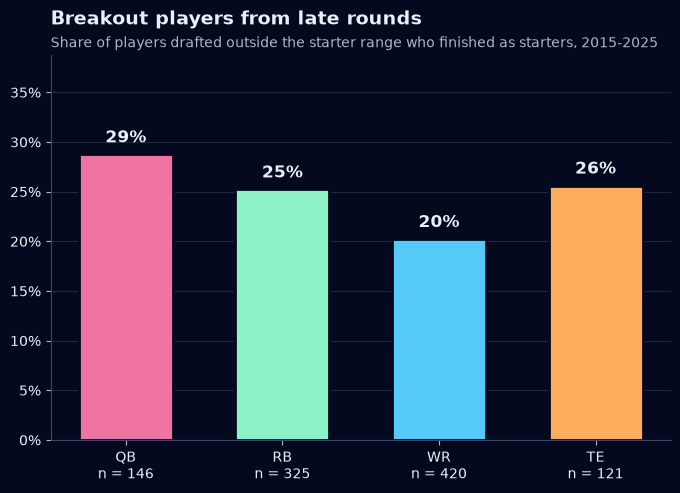 Breakout players from late rounds
Share of players drafted outside the starter range who finished as starters, 2015-2025
35%
30%
25%
20%
15%
10%
5%
0%
29%
25%
20%
26%
QB
n = 146
RB
n = 325
WR
n = 420
TE
n = 121